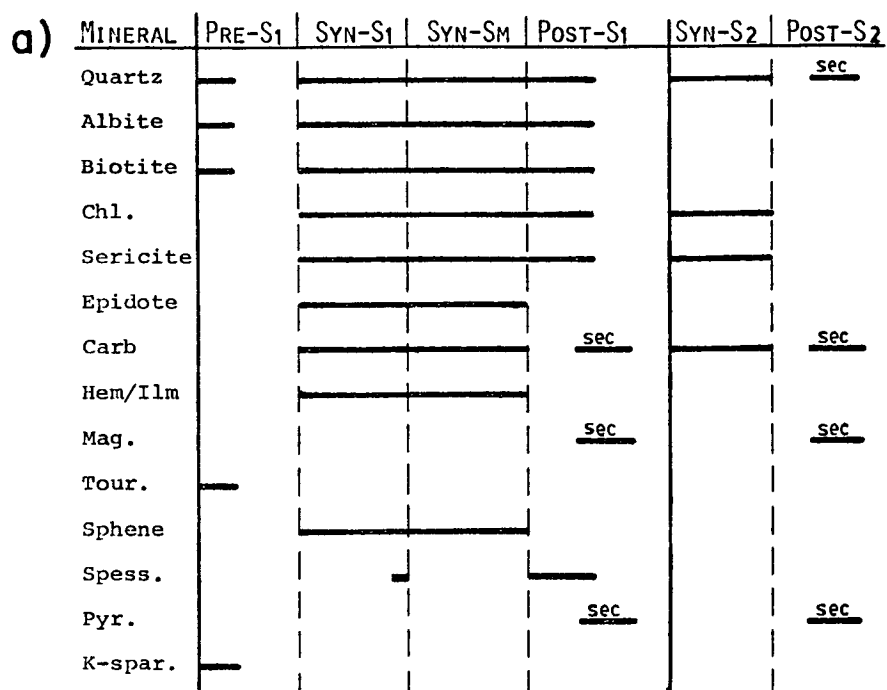 a) MINERAL PRE-S1 SYN-S1 SYN-SM POST-S1 SYN-S2 POST-S2
Quartz sec
Albite
Biotite
Chl.
Sericite
Epidote
Carb sec sec
Hem/Ilm
Mag. sec sec
Tour.
Sphene
Spess.
Pyr. sec sec
K-spar.